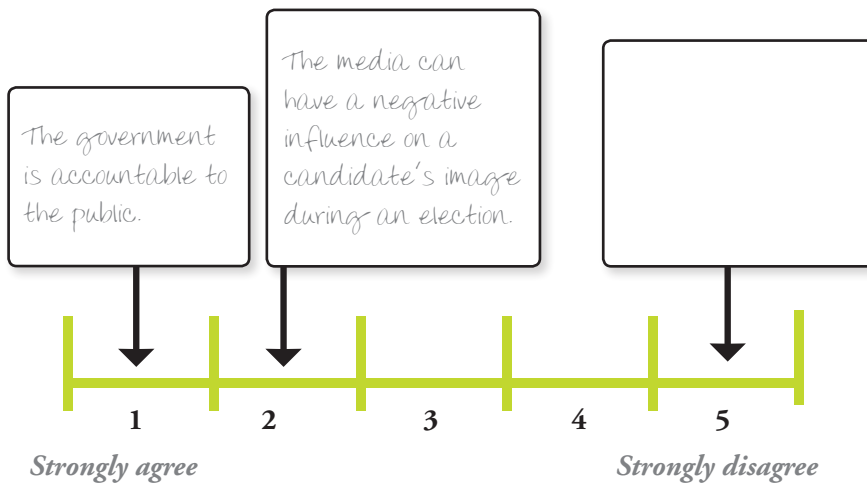 The government
is accountable to
the public.
The media can
have a negative
influence on a
candidate's image
during an election.
1 2 3 4 5
Strongly agree Strongly disagree